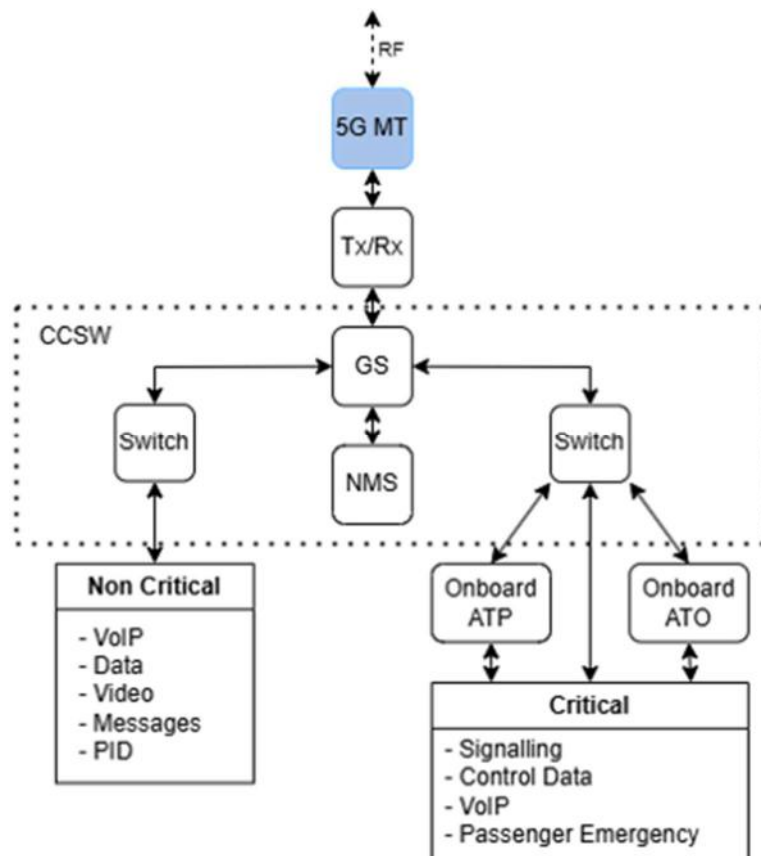 RF
5G MT
Tx/Rx
CCSW
GS
Switch
Switch
NMS
Non Critical
- VoIP
- Data
- Video
- Messages
- PID
Onboard
ATP
Onboard
ATO
Critical
- Signalling
- Control Data
- VoIP
- Passenger Emergency